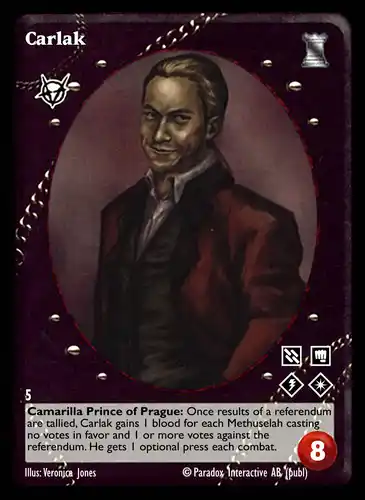 Carlak
5
Camarilla Prince of Prague: Once results of a referendum
are tallied, Carlak gains 1 blood for each Methuselah casting
no votes in favor and 1 or more votes against the
referendum. He gets 1 optional press each combat.
8
Illus: Veronica Jones
© Paradox Interactive AB (publ)